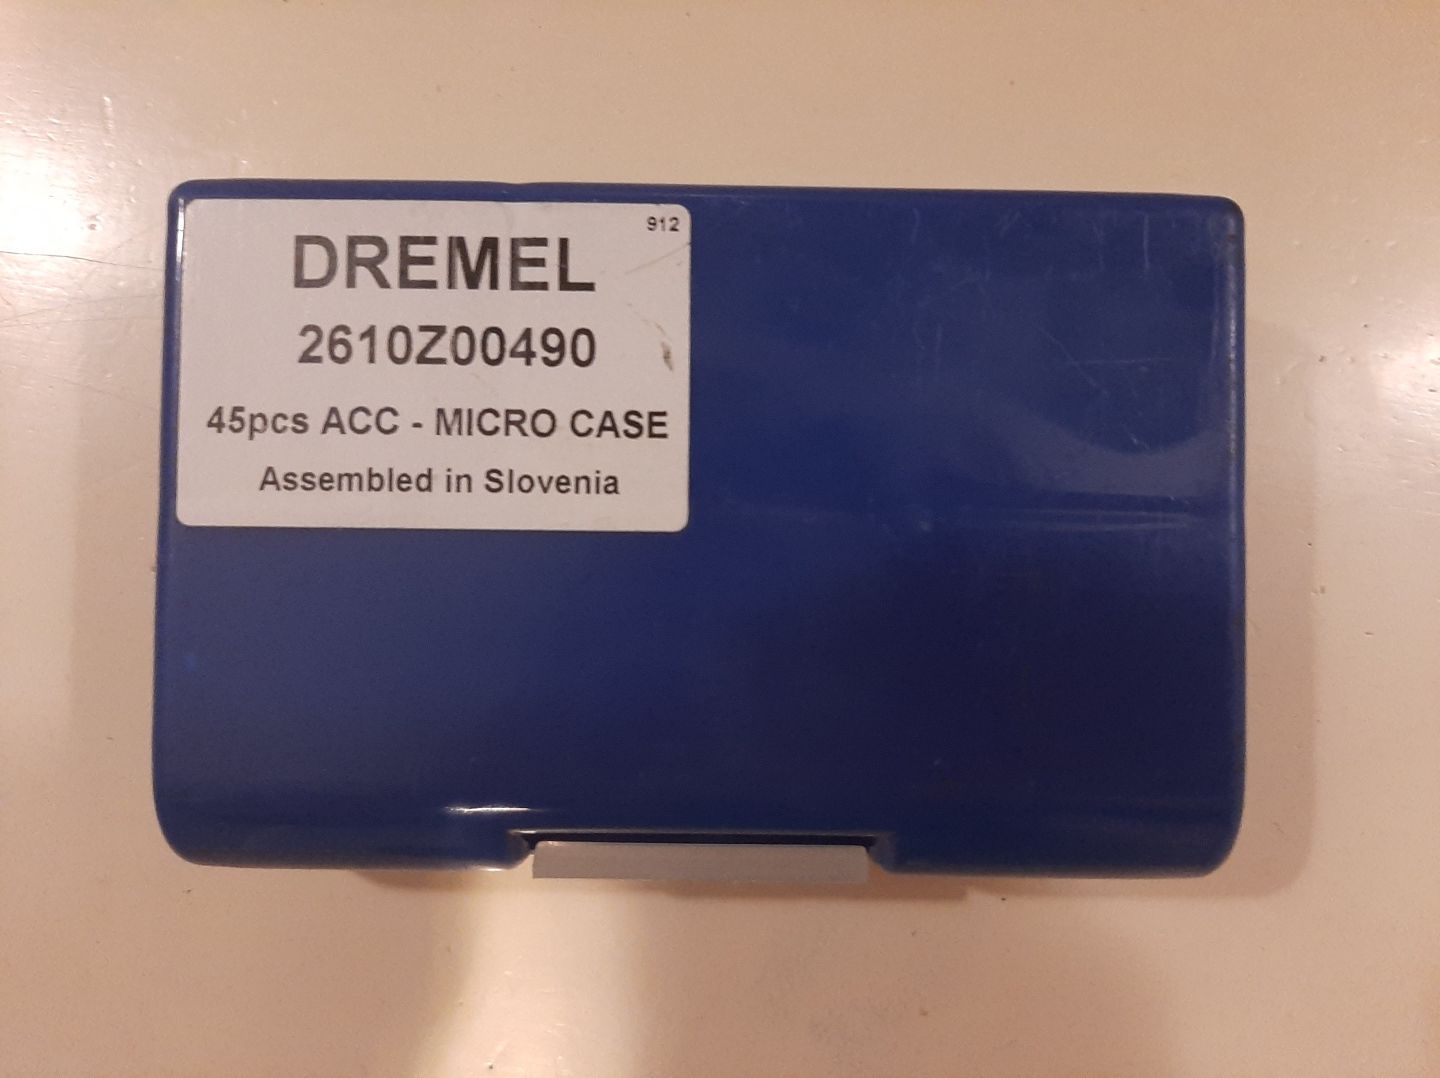 912
DREMEL
2610Z00490
45pcs ACC - MICRO CASE
Assembled in Slovenia